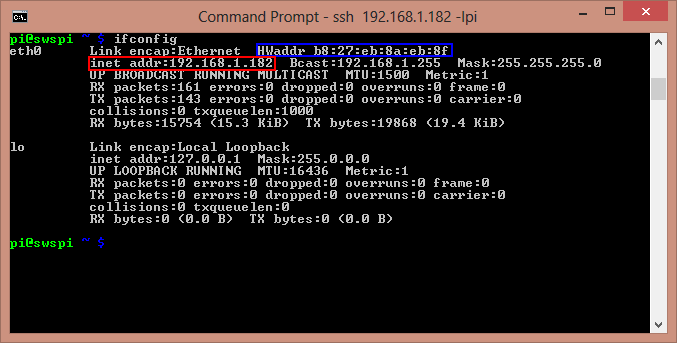 Command Prompt - ssh  192.168.1.182 -lpi
pi@swspi ~ $ ifconfig
eth0      Link encap:Ethernet  HWaddr b8:27:eb:8a:eb:8f
          inet addr:192.168.1.182  Bcast:192.168.1.255  Mask:255.255.255.0
          UP BROADCAST RUNNING MULTICAST  MTU:1500  Metric:1
          RX packets:161 errors:0 dropped:0 overruns:0 frame:0
          TX packets:143 errors:0 dropped:0 overruns:0 carrier:0
          collisions:0 txqueuelen:1000
          RX bytes:15754 (15.3 KiB)  TX bytes:19868 (19.4 KiB)
lo        Link encap:Local Loopback
          inet addr:127.0.0.1  Mask:255.0.0.0
          UP LOOPBACK RUNNING  MTU:16436  Metric:1
          RX packets:0 errors:0 dropped:0 overruns:0 frame:0
          TX packets:0 errors:0 dropped:0 overruns:0 carrier:0
          collisions:0 txqueuelen:0
          RX bytes:0 (0.0 B)  TX bytes:0 (0.0 B)
pi@swspi ~ $